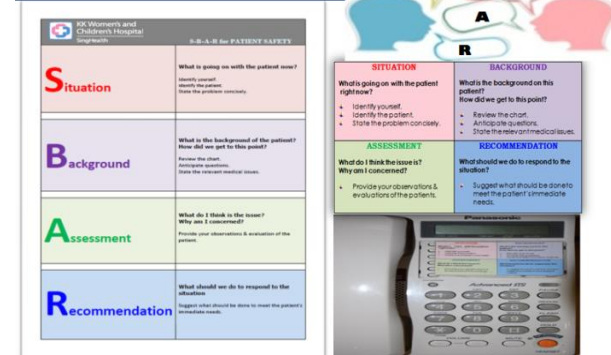 KK Women's and
Children's Hospital
SingHealth
S-B-A-R for PATIENT SAFETY
Situation
What is going on with the patient now?
Identify yourself.
Identify the patient.
State the problem concisely.
Background
What is the background of the patient?
How did we get to this point?
Review the chart.
Anticipate questions.
State the relevant medical issues.
Assessment
What do I think is the issue?
Why am I concerned?
Provide your observations & evaluation of the
patient.
Recommendation
What should we do to respond to the
situation
Suggest what should be done to meet the patient's
immediate needs.
A
R
SITUATION
What is going on with the patient
right now?
Identify yourself.
Identify the patient.
State the problem concisely.
BACKGROUND
What is the background on this
patient?
How did we get to this point?
Review the chart.
Anticipate questions.
State the relevant medical issues.
ASSESSMENT
What do I think the issue is?
Why am I concerned?
Provide your observations &
evaluations of the patients.
RECOMMENDATION
What should we do to respond to the
situation?
Suggest what should be done to
meet the patient's immediate
needs.
Panasonic